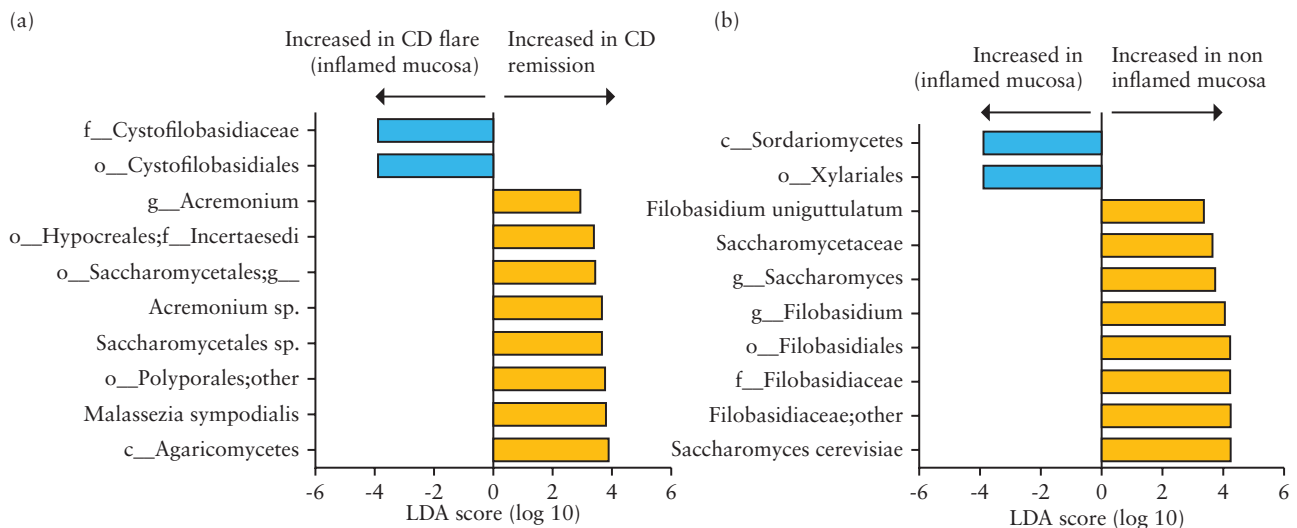 (a)
Increased in CD flare
(inflamed mucosa)
Increased in CD
remission
f__Cystofilobasidiaceae
o__Cystofilobasidiales
g__Acremonium
o__Hypocreales;f__Incertaesedi
o__Saccharomycetales;g__
Acremonium sp.
Saccharomycetales sp.
o__Polyporales;other
Malassezia sympodialis
c__Agaricomycetes
-6 -4 -2 0 2 4 6
LDA score (log 10)
(b)
Increased in
(inflamed mucosa)
Increased in non
inflamed mucosa
c__Sordariomycetes
o__Xylariales
Filobasidium uniguttulatum
Saccharomycetaceae
g__Saccharomyces
g__Filobasidium
o__Filobasidiales
f__Filobasidiaceae
Filobasidiaceae;other
Saccharomyces cerevisiae
-6 -4 -2 0 2 4 6
LDA score (log 10)